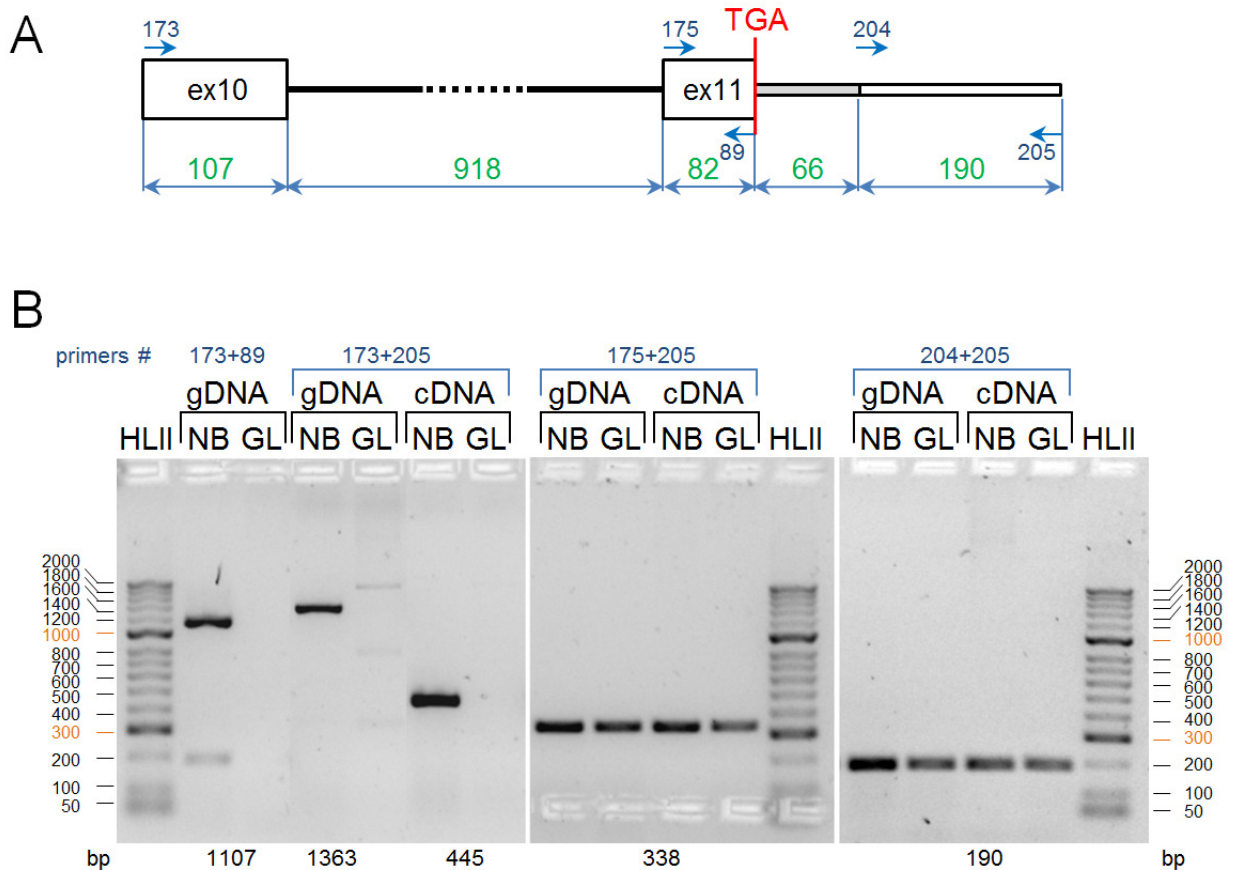 A
173
175
TGA
204
ex10
ex11
89
205
107
918
82
66
190
B
primers #
173+89
173+205
175+205
204+205
gDNA
gDNA
cDNA
gDNA
cDNA
gDNA
cDNA
HLII
NB
GL
NB
GL
NB
GL
NB
GL
NB
GL
HLII
NB
GL
NB
GL
HLII
2000
1800
1600
1400
1200
1000
800
700
600
500
400
300
200
100
50
2000
1800
1600
1400
1200
1000
800
700
600
500
400
300
200
100
50
bp
1107
1363
445
338
190
bp